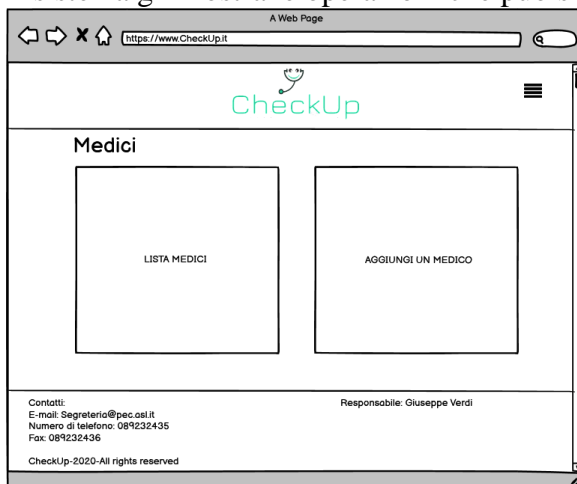 A Web Page
https://www.CheckUp.it
CheckUp
Medici
LISTA MEDICI
AGGIUNGI UN MEDICO
Contatti:
E-mail: Segreteria@pec.asl.it
Numero di telefono: 089232435
Fax: 089232436
CheckUp-2020-All rights reserved
Responsabile: Giuseppe Verdi